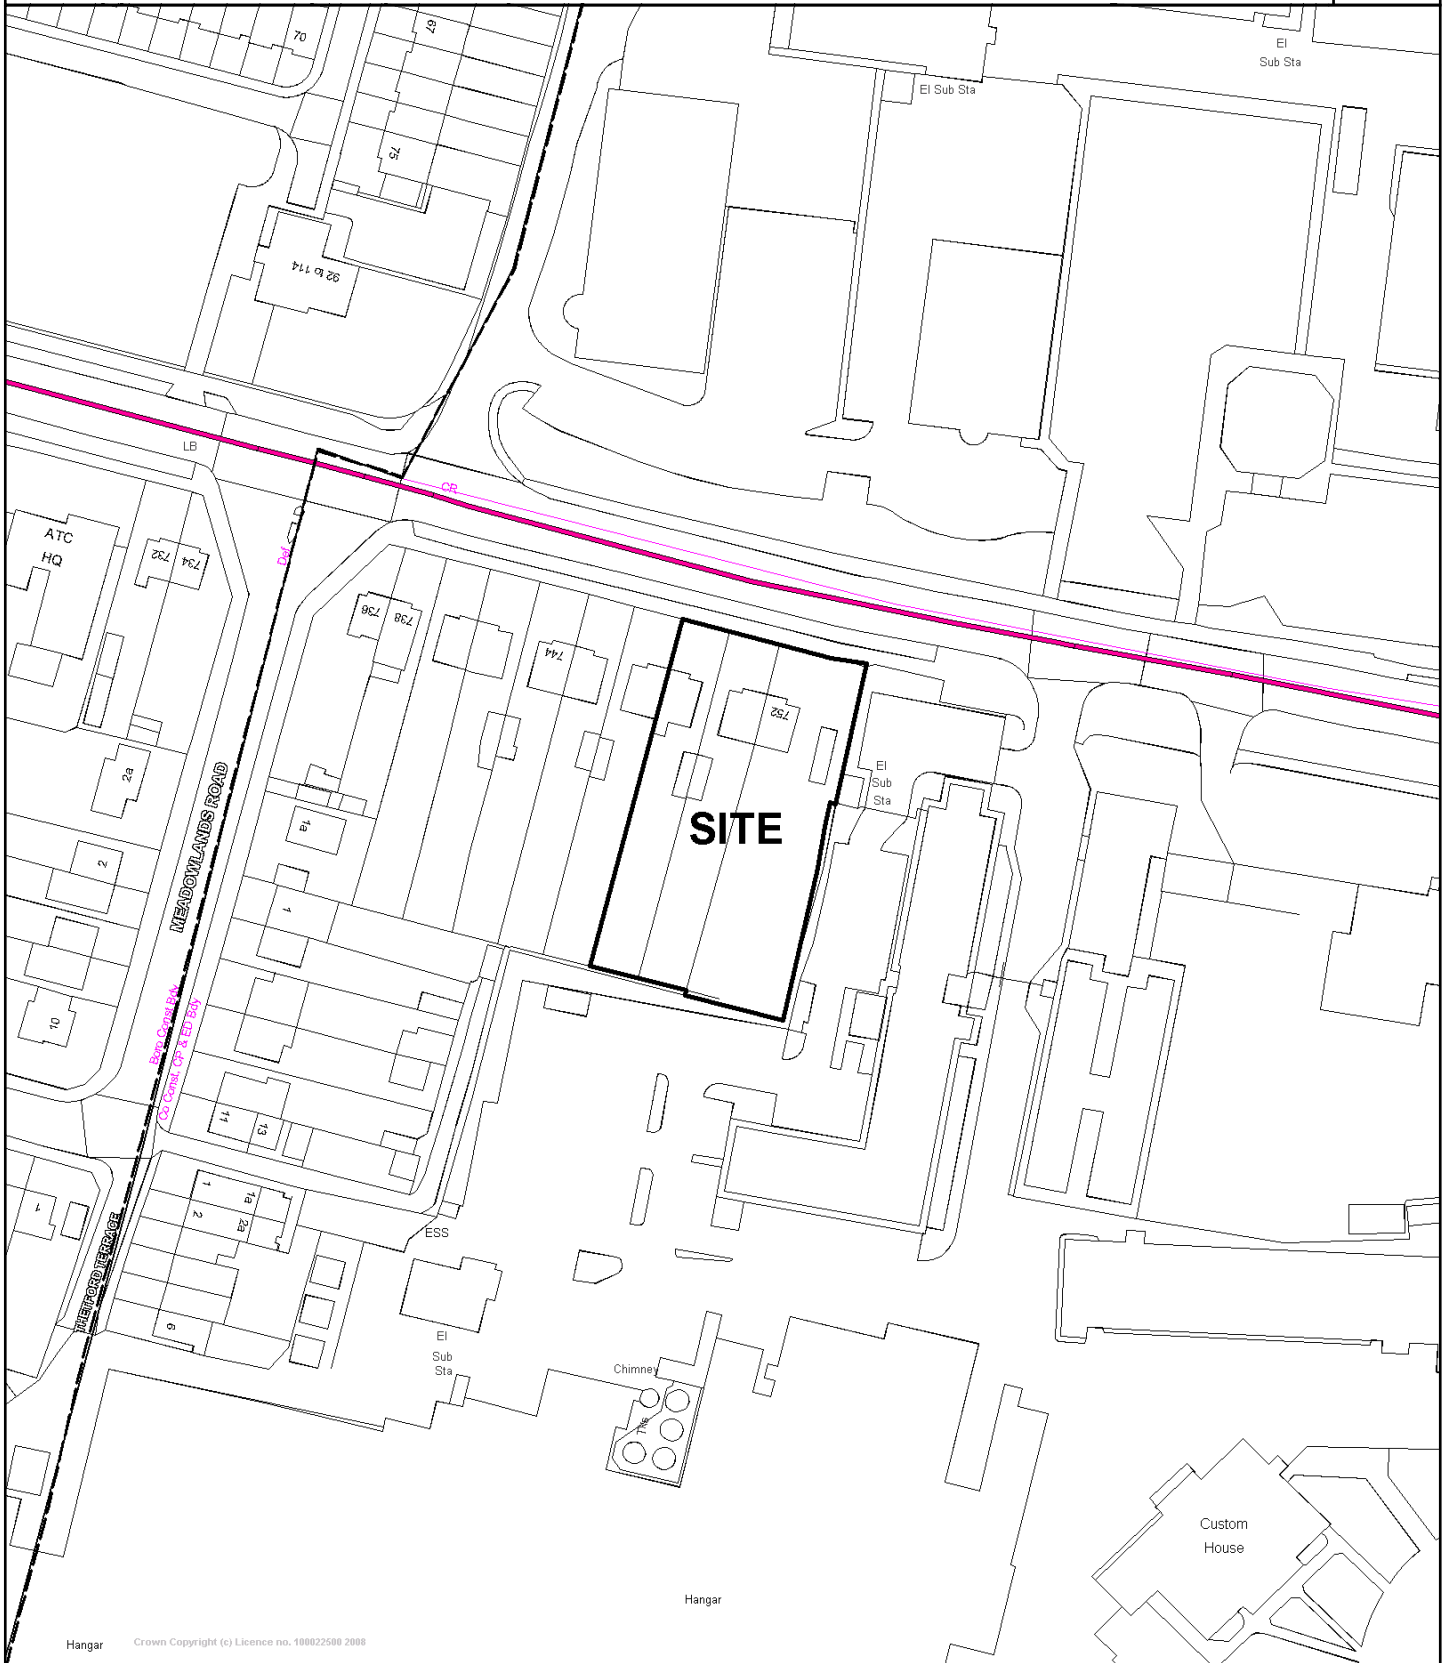 70
67
El
Sub Sta
El Sub Sta
75
92 to 114
LB
CR
ATC
HQ
732
734
Def
736
738
744
752
2a
El
Sub
Sta
MEADOWLANDS ROAD
1a
SITE
2
1
10
Boro Const Bdy
Co Const, CP & ED Bdy
11
13
1
1
1a
2
2a
THETFORD TERRACE
ESS
6
El
Sub
Sta
Chimney
Tks
Custom
House
Hangar
Hangar
Crown Copyright (c) Licence no. 100022500 2008